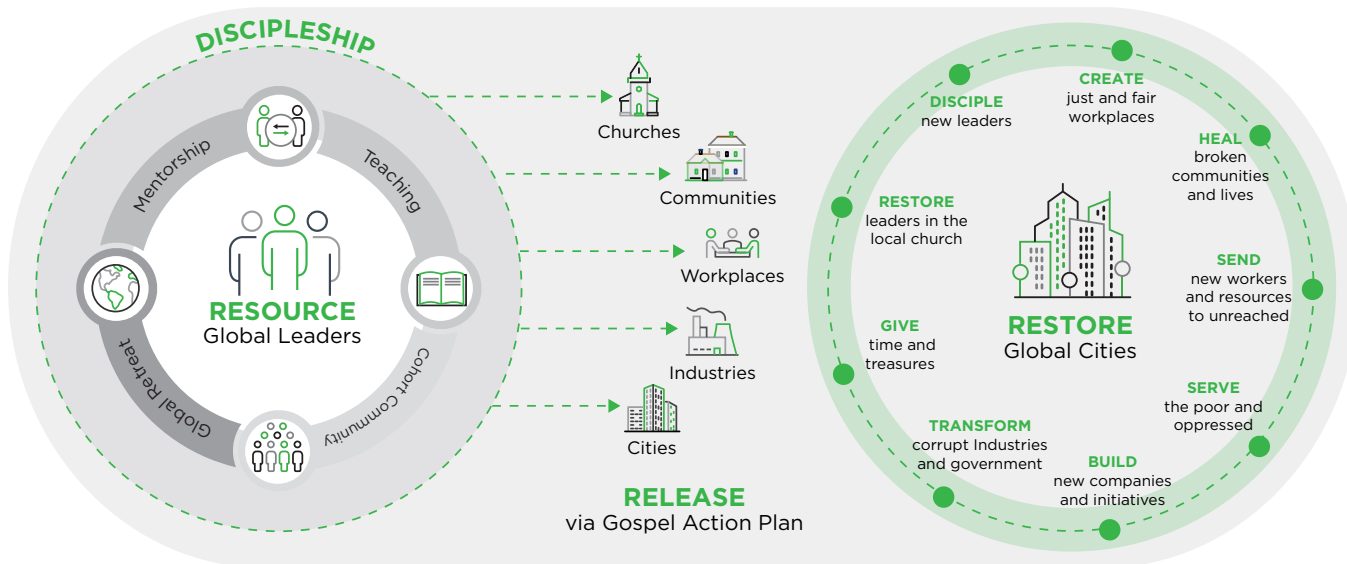 DISCIPLESHIP
Mentorship
Teaching
Global Retreat
Cohort Community
RESOURCE
Global Leaders
Churches
Communities
Workplaces
Industries
Cities
RELEASE
via Gospel Action Plan
CREATE
just and fair
workplaces
HEAL
broken
communities
and lives
SEND
new workers
and resources
to unreached
SERVE
the poor and
oppressed
BUILD
new companies
and initiatives
TRANSFORM
corrupt Industries
and government
GIVE
time and
treasures
RESTORE
leaders in the
local church
DISCIPLE
new leaders
RESTORE
Global Cities